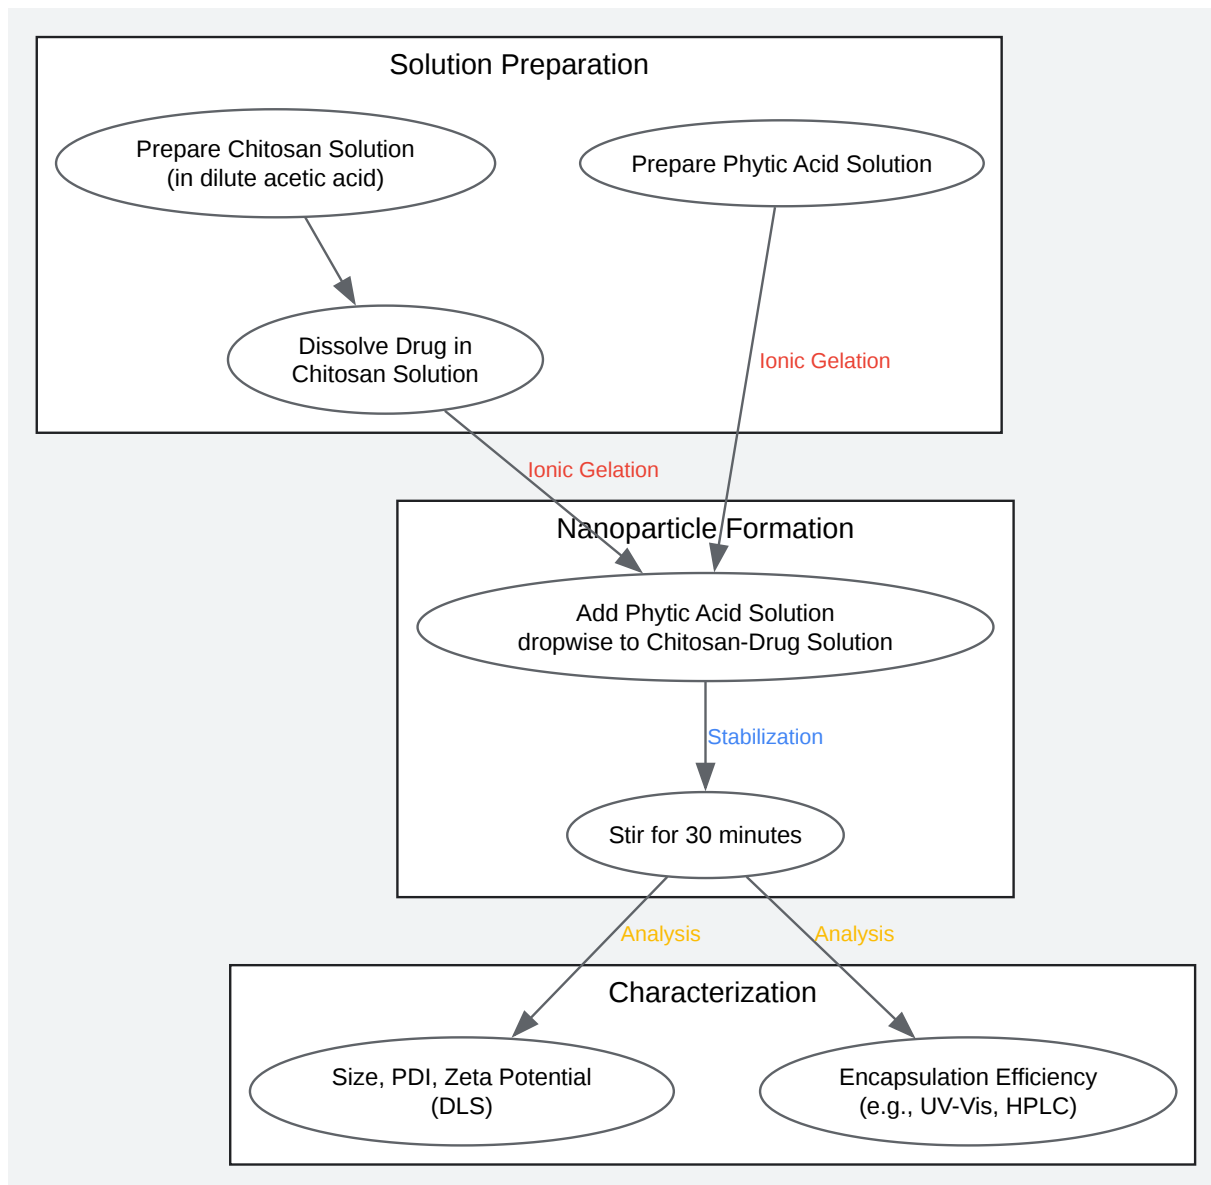 Solution Preparation
Prepare Chitosan Solution
(in dilute acetic acid)
Prepare Phytic Acid Solution
Dissolve Drug in
Chitosan Solution
Ionic Gelation
Ionic Gelation
Nanoparticle Formation
Add Phytic Acid Solution
dropwise to Chitosan-Drug Solution
Stabilization
Stir for 30 minutes
Analysis
Analysis
Characterization
Size, PDI, Zeta Potential
(DLS)
Encapsulation Efficiency
(e.g., UV-Vis, HPLC)